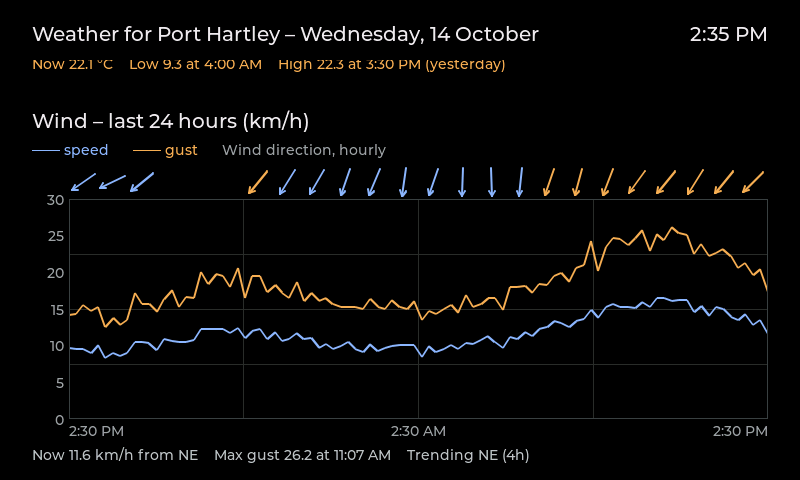 Weather for Port Hartley – Wednesday, 14 October 2:35 PM
Now 22.1 °C Low 9.3 at 4:00 AM High 22.3 at 3:30 PM (yesterday)
Wind – last 24 hours (km/h)
speed gust Wind direction, hourly
30
25
20
15
10
5
0
2:30 PM 2:30 AM 2:30 PM
Now 11.6 km/h from NE Max gust 26.2 at 11:07 AM Trending NE (4h)